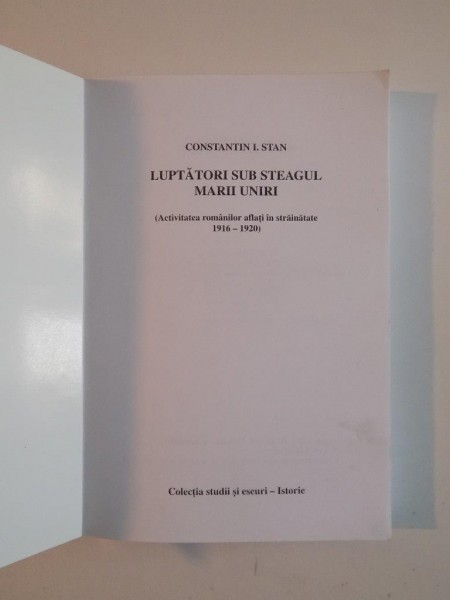 CONSTANTIN I. STAN
LUPTĂTORI SUB STEAGUL
MARII UNIRI
(Activitatea românilor aflați în străinătate
1916 – 1920)
Colecția studii și eseuri – Istorie